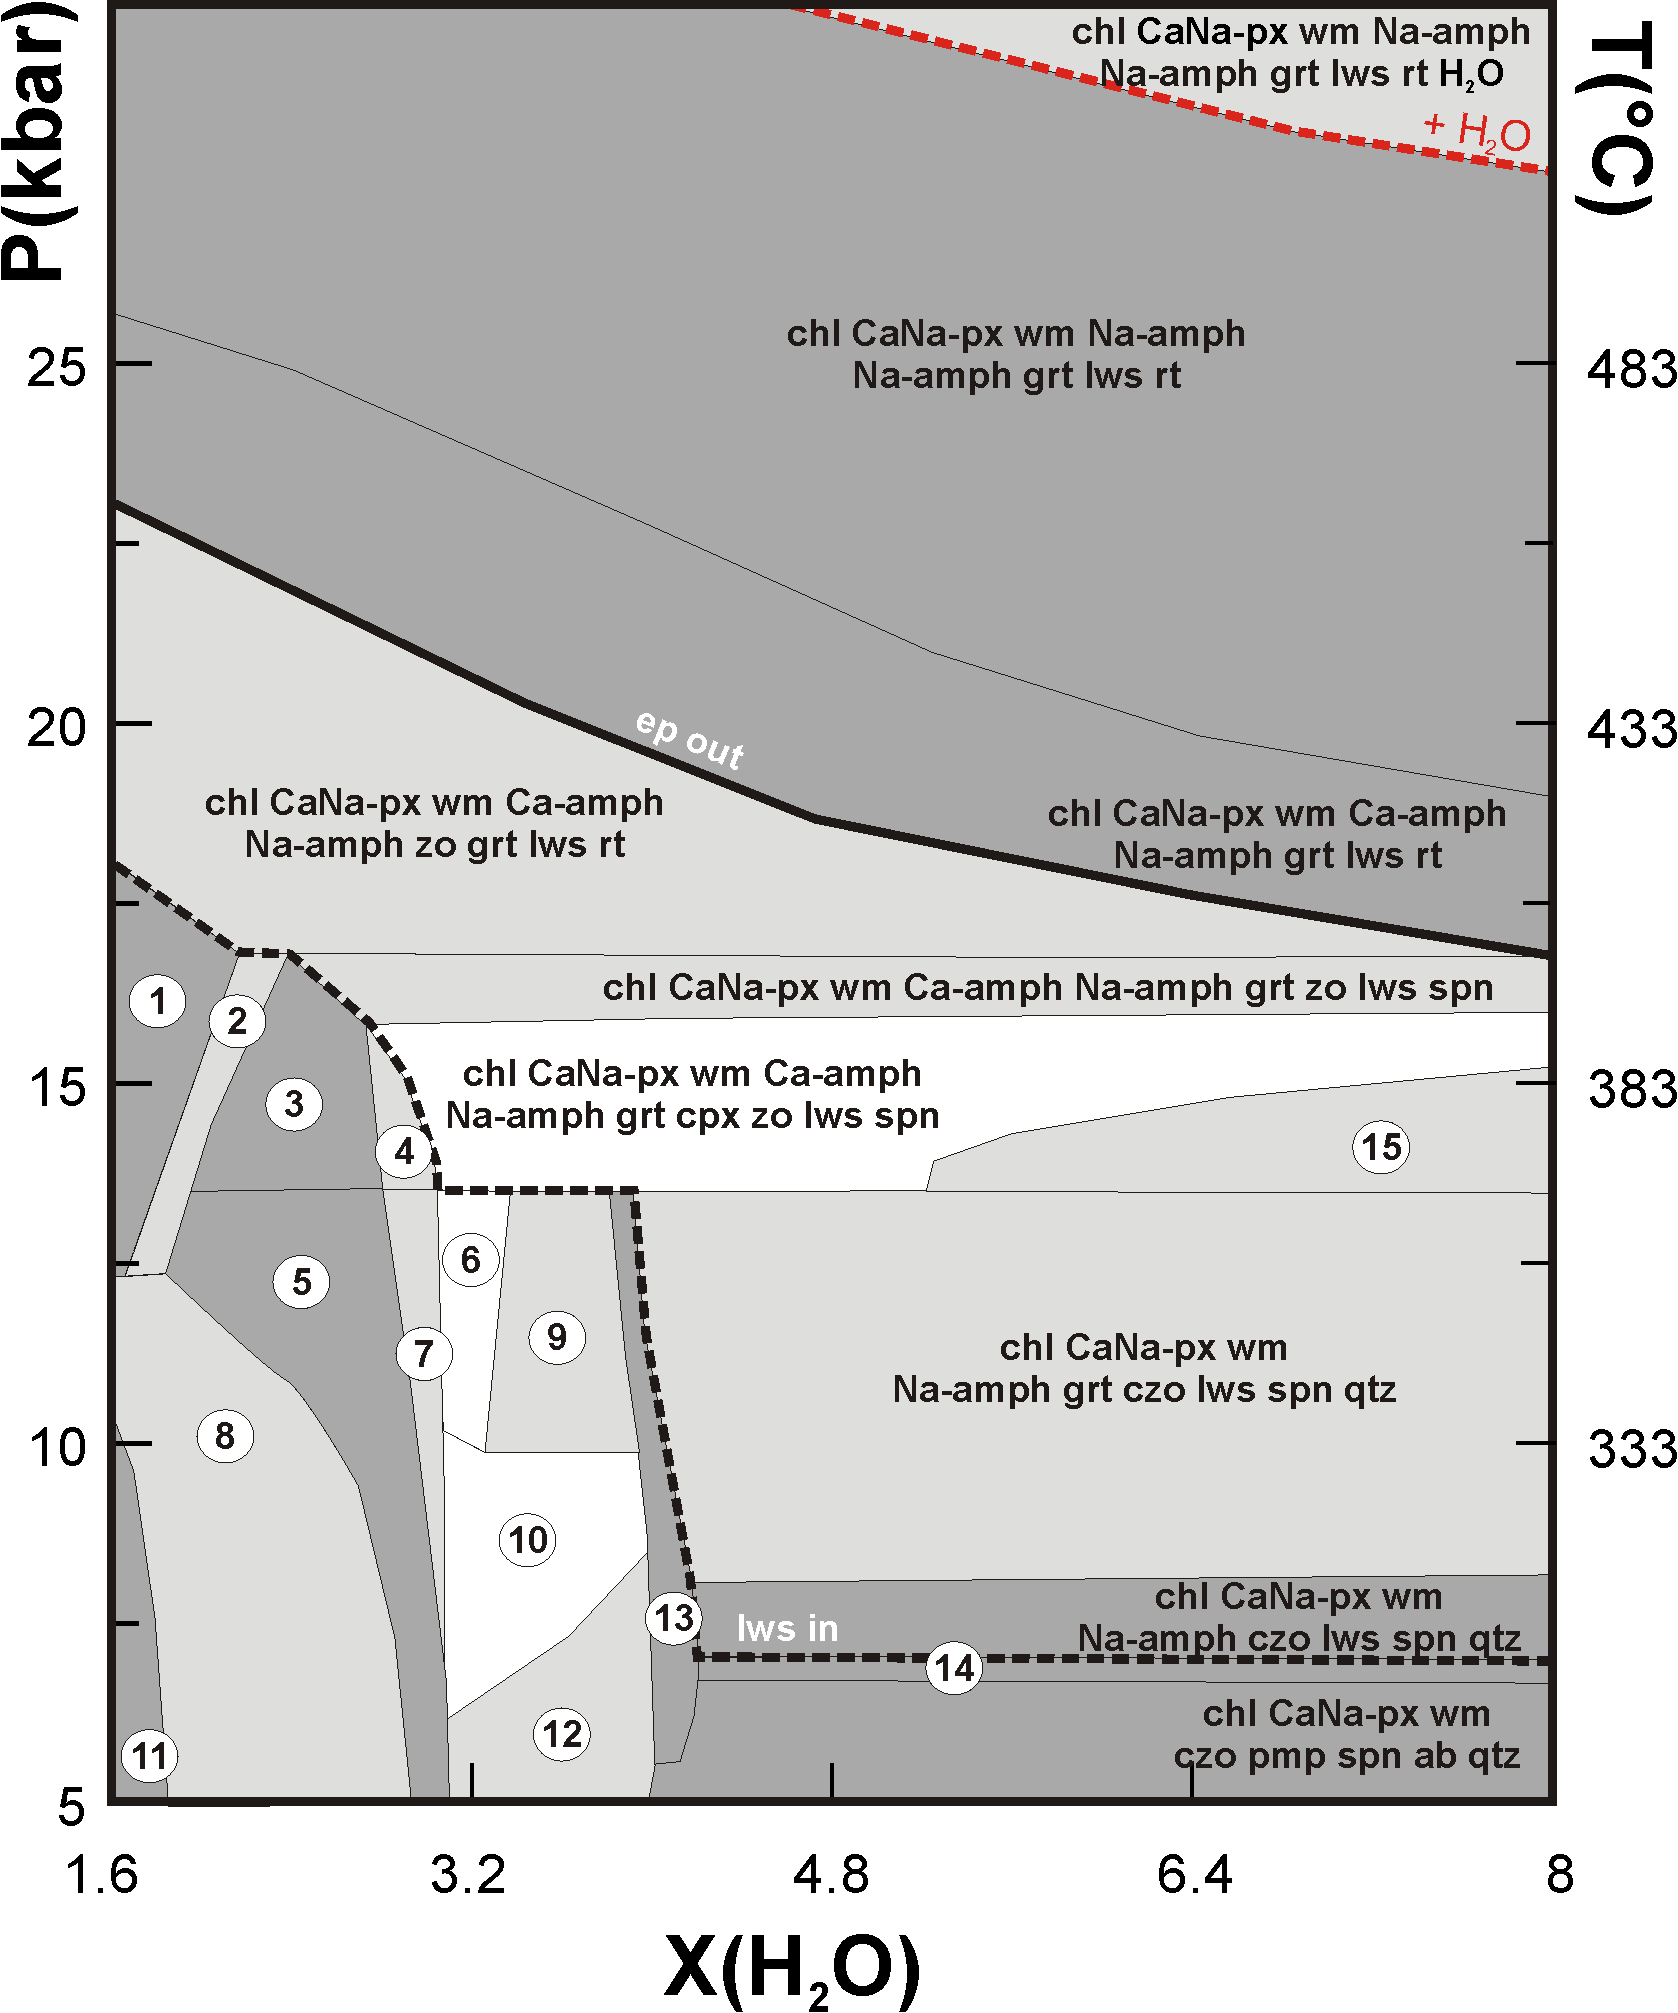 P(kbar)
T(°C)
chl CaNa-px wm Na-amph
Na-amph grt lws rt H₂O
+ H₂O
chl CaNa-px wm Na-amph
Na-amph grt lws rt
25
483
20
433
ep out
chl CaNa-px wm Ca-amph
Na-amph zo grt lws rt
chl CaNa-px wm Ca-amph
Na-amph grt lws rt
1
2
chl CaNa-px wm Ca-amph Na-amph grt zo lws spn
15
383
chl CaNa-px wm Ca-amph
Na-amph grt cpx zo lws spn
3
4
15
5
6
7
9
chl CaNa-px wm
Na-amph grt czo lws spn qtz
8
10
333
10
13
lws in
chl CaNa-px wm
Na-amph czo lws spn qtz
14
11
12
chl CaNa-px wm
czo pmp spn ab qtz
5
1.6
3.2
4.8
6.4
8
X(H₂O)